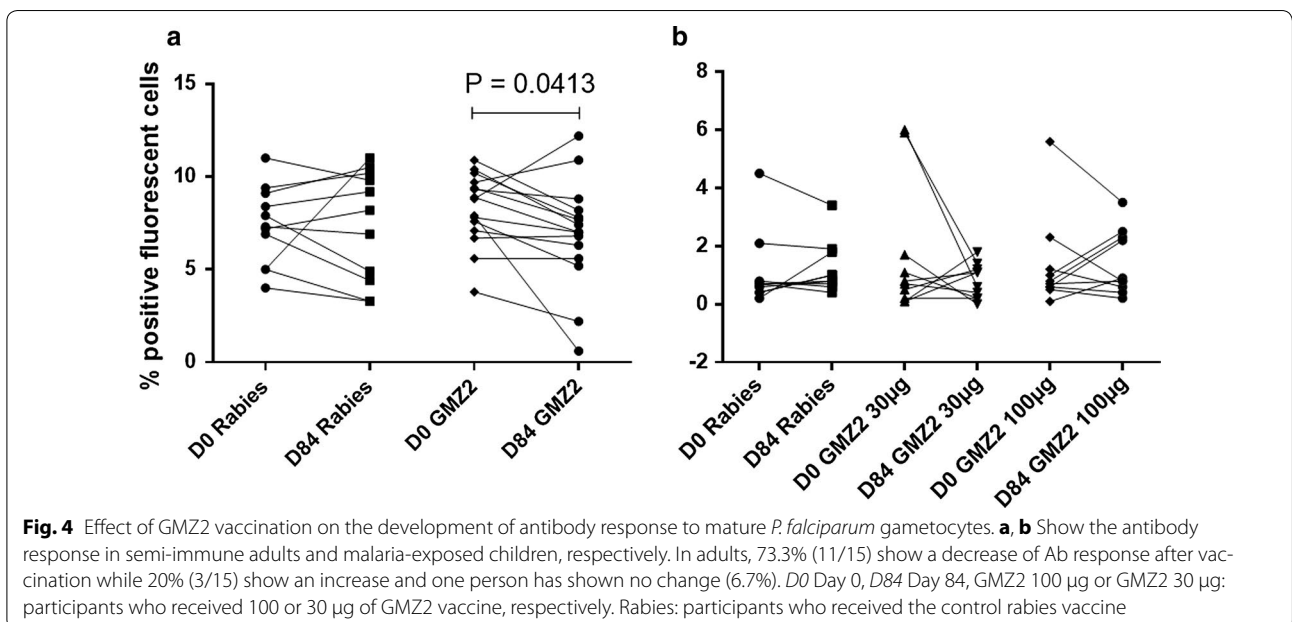 a
b
P = 0.0413
% positive fluorescent cells
15
10
5
0
D0 Rabies
D84 Rabies
D0 GMZ2
D84 GMZ2
8
6
4
2
0
-2
D0 Rabies
D84 Rabies
D0 GMZ2 30µg
D84 GMZ2 30µg
D0 GMZ2 100µg
D84 GMZ2 100µg
Fig. 4 Effect of GMZ2 vaccination on the development of antibody response to mature P. falciparum gametocytes. a, b Show the antibody
response in semi-immune adults and malaria-exposed children, respectively. In adults, 73.3% (11/15) show a decrease of Ab response after vac-
cination while 20% (3/15) show an increase and one person has shown no change (6.7%). D0 Day 0, D84 Day 84, GMZ2 100 µg or GMZ2 30 µg:
participants who received 100 or 30 µg of GMZ2 vaccine, respectively. Rabies: participants who received the control rabies vaccine